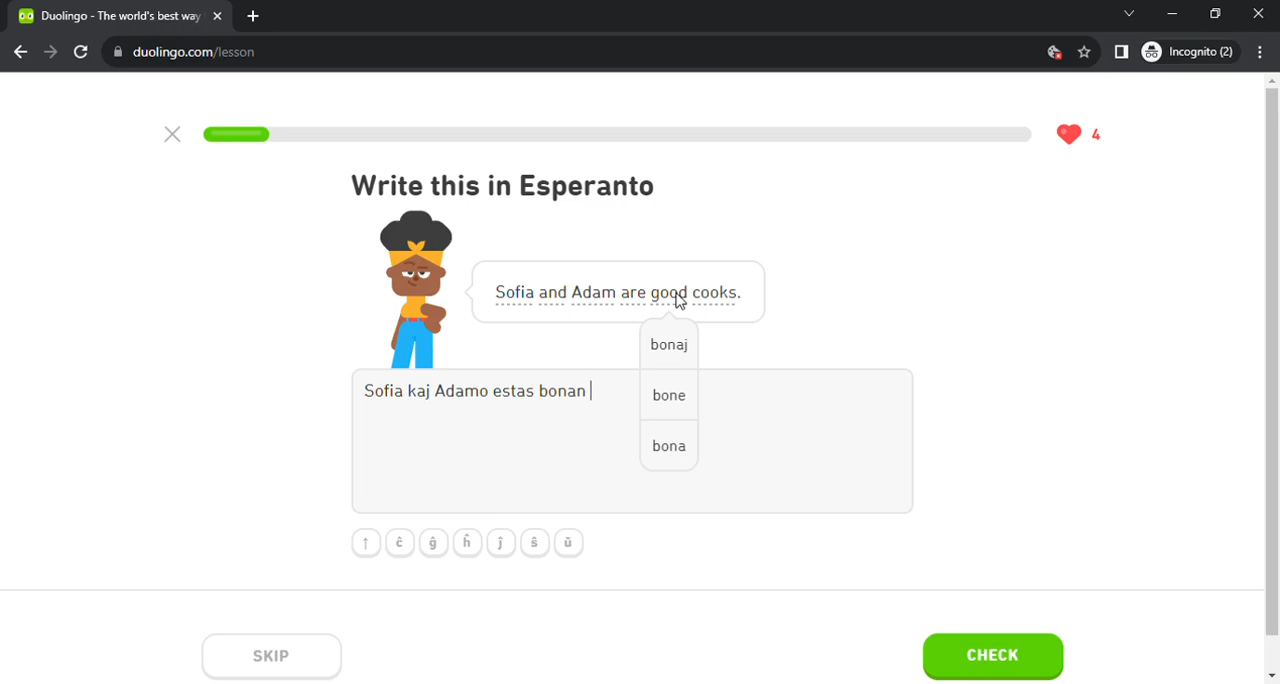 Duolingo - The world's best way
duolingo.com/lesson
Incognito (2)
4
Write this in Esperanto
Sofia and Adam are good cooks.
bonaj
bone
bona
Sofia kaj Adamo estas bonan
↑ ĉ ĝ ĥ ĵ ŝ ŭ
SKIP
CHECK